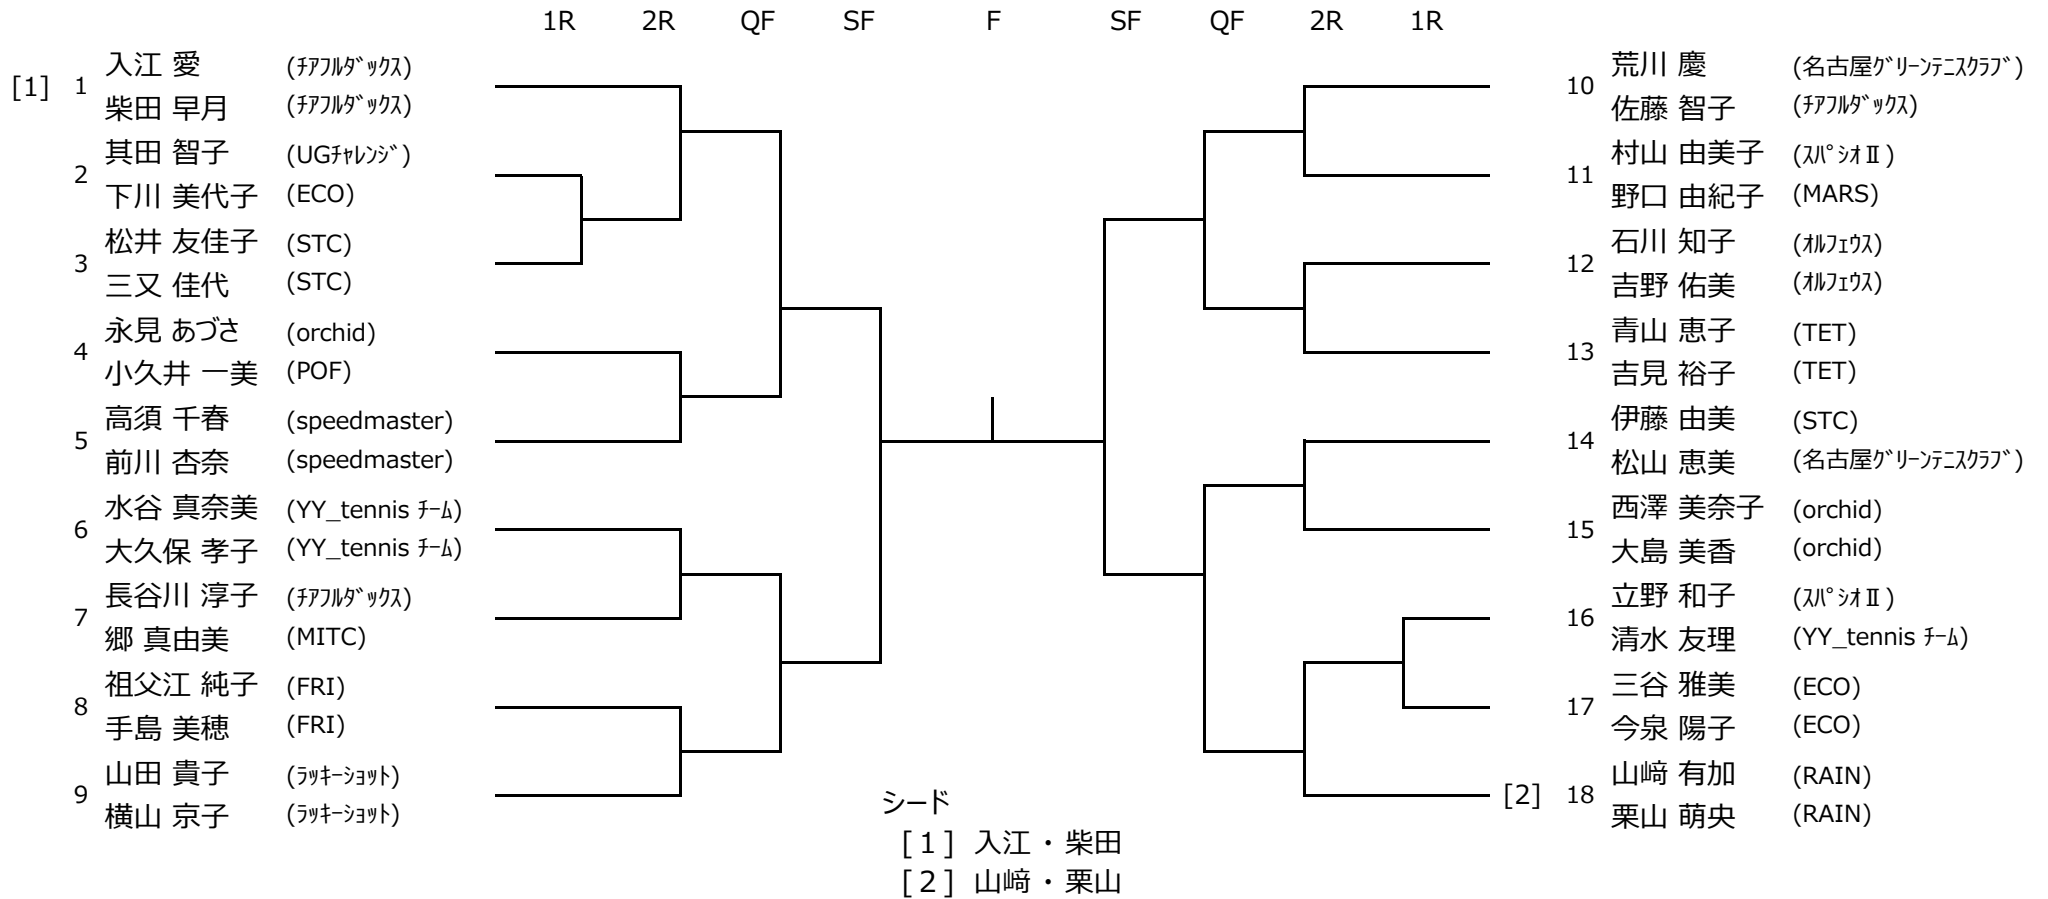 1R 2R QF SF F SF QF 2R 1R
[1] 1 入江 愛 (ﾁｱﾌﾙﾀﾞｯｸｽ)
柴田 早月 (ﾁｱﾌﾙﾀﾞｯｸｽ)
2 其田 智子 (UGﾁｬﾚﾝｼﾞ)
下川 美代子 (ECO)
3 松井 友佳子 (STC)
三又 佳代 (STC)
4 永見 あづさ (orchid)
小久井 一美 (POF)
5 高須 千春 (speedmaster)
前川 杏奈 (speedmaster)
6 水谷 真奈美 (YY_tennis ﾁｰﾑ)
大久保 孝子 (YY_tennis ﾁｰﾑ)
7 長谷川 淳子 (ﾁｱﾌﾙﾀﾞｯｸｽ)
郷 真由美 (MITC)
8 祖父江 純子 (FRI)
手島 美穂 (FRI)
9 山田 貴子 (ﾗｯｷｰｼｮｯﾄ)
横山 京子 (ﾗｯｷｰｼｮｯﾄ)
10 荒川 慶 (名古屋ｸﾞﾘｰﾝﾃﾆｽｸﾗﾌﾞ)
佐藤 智子 (ﾁｱﾌﾙﾀﾞｯｸｽ)
11 村山 由美子 (ｽﾊﾟｼｵⅡ)
野口 由紀子 (MARS)
12 石川 知子 (ｵﾙﾌｪｳｽ)
吉野 佑美 (ｵﾙﾌｪｳｽ)
13 青山 恵子 (TET)
吉見 裕子 (TET)
14 伊藤 由美 (STC)
松山 恵美 (名古屋ｸﾞﾘｰﾝﾃﾆｽｸﾗﾌﾞ)
15 西澤 美奈子 (orchid)
大島 美香 (orchid)
16 立野 和子 (ｽﾊﾟｼｵⅡ)
清水 友理 (YY_tennis ﾁｰﾑ)
17 三谷 雅美 (ECO)
今泉 陽子 (ECO)
[2] 18 山﨑 有加 (RAIN)
栗山 萌央 (RAIN)
シード
[１] 入江・柴田
[２] 山﨑・栗山